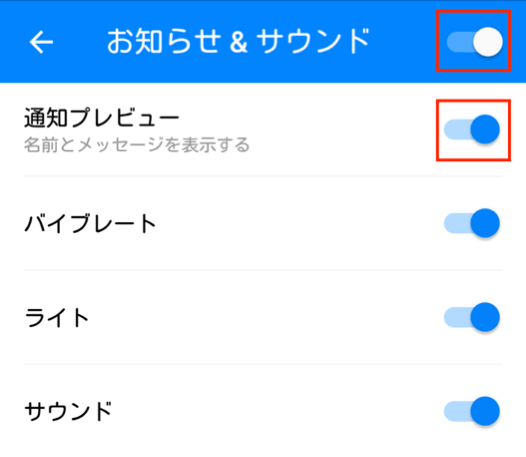 お知らせ & サウンド
通知プレビュー
名前とメッセージを表示する
バイブレート
ライト
サウンド